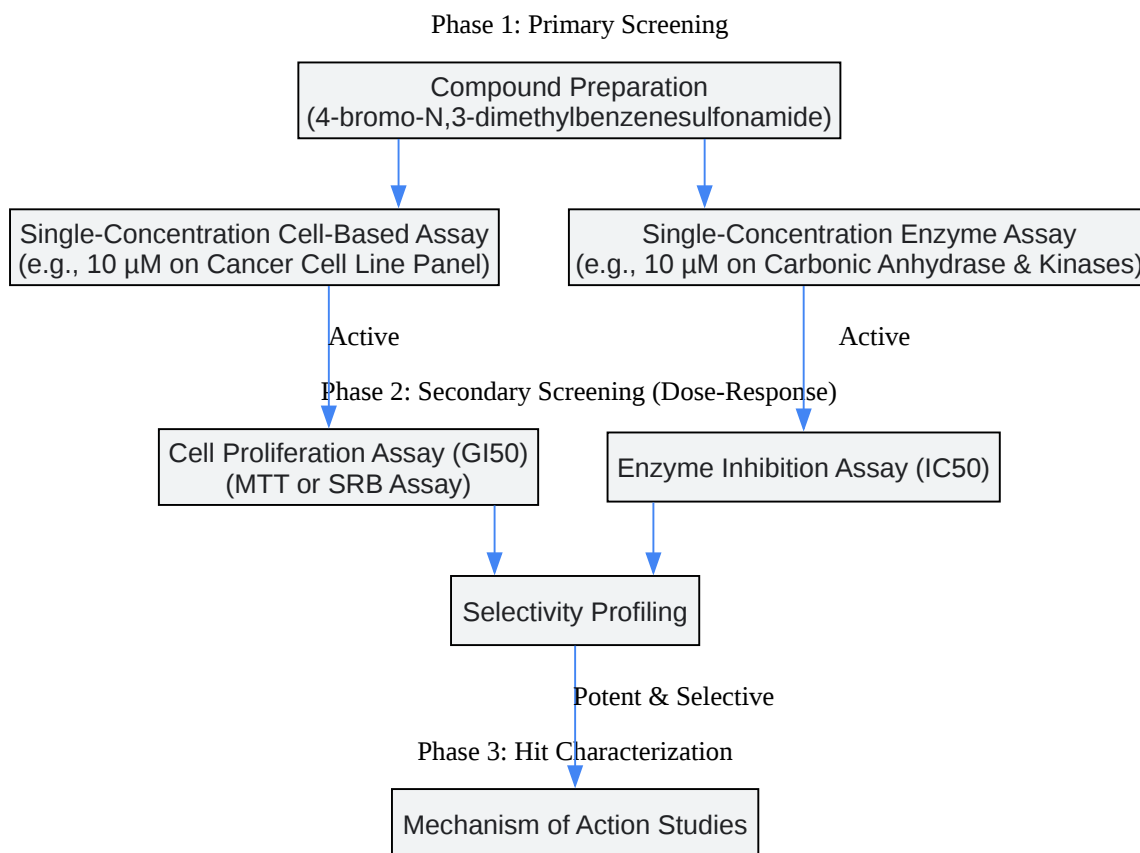 Phase 1: Primary Screening
Compound Preparation
(4-bromo-N,3-dimethylbenzenesulfonamide)
Single-Concentration Cell-Based Assay
(e.g., 10 µM on Cancer Cell Line Panel)
Single-Concentration Enzyme Assay
(e.g., 10 µM on Carbonic Anhydrase & Kinases)
Active
Active
Phase 2: Secondary Screening (Dose-Response)
Cell Proliferation Assay (GI50)
(MTT or SRB Assay)
Enzyme Inhibition Assay (IC50)
Selectivity Profiling
Potent & Selective
Phase 3: Hit Characterization
Mechanism of Action Studies